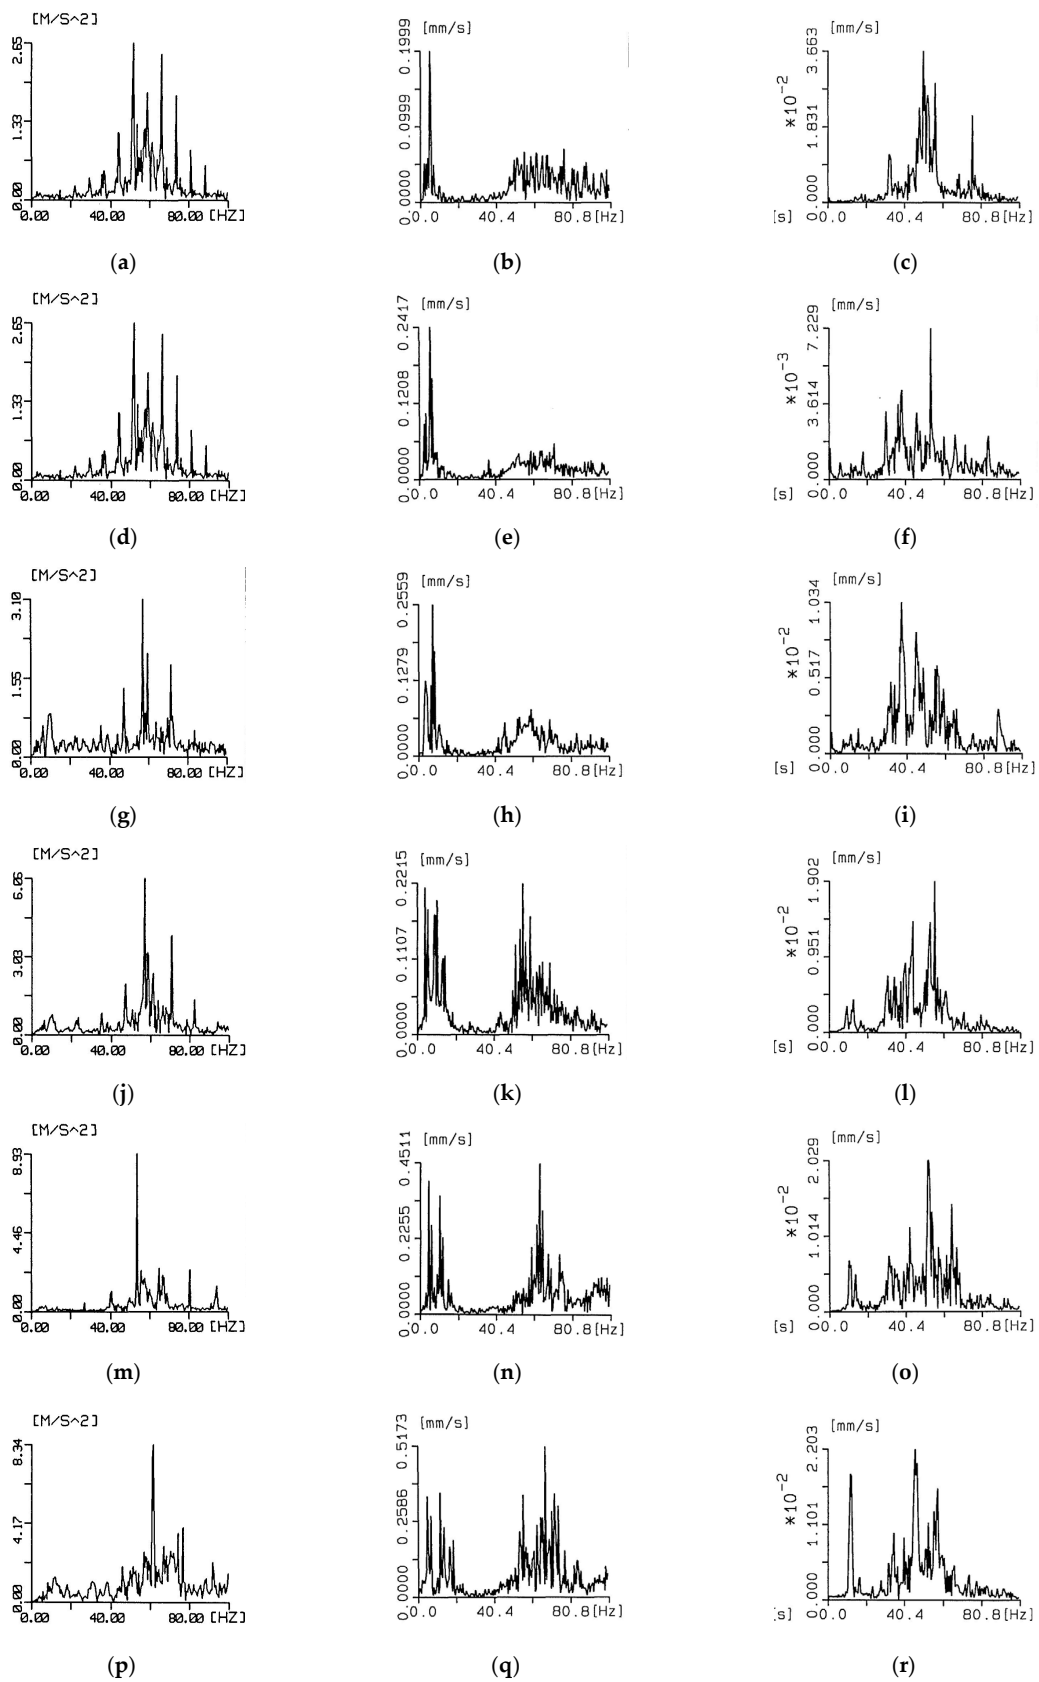 [M/S^2]
2.65
1.33
0.00
0.00 40.00 80.00 [HZ]
(a)
[mm/s]
0.1999
0.0999
0.0000
0.0 40.4 80.8[Hz]
(b)
[mm/s]
*10-2
3.663
1.831
0.000
[s] 0.0 40.4 80.8[Hz]
(c)
[M/S^2]
2.65
1.33
0.00
0.00 40.00 80.00 [HZ]
(d)
[mm/s]
0.2417
0.1208
0.0000
0.0 40.4 80.8[Hz]
(e)
[mm/s]
*10-3
7.229
3.614
0.000
[s] 0.0 40.4 80.8[Hz]
(f)
[M/S^2]
3.10
1.55
0.00
0.00 40.00 80.00 [HZ]
(g)
[mm/s]
0.2559
0.1279
0.0000
0.0 40.4 80.8[Hz]
(h)
[mm/s]
*10-2
1.034
0.517
0.000
[s] 0.0 40.4 80.8[Hz]
(i)
[M/S^2]
6.06
3.03
0.00
0.00 40.00 80.00 [HZ]
(j)
[mm/s]
0.2215
0.1107
0.0000
0.0 40.4 80.8[Hz]
(k)
[mm/s]
*10-2
1.902
0.951
0.000
[s] 0.0 40.4 80.8[Hz]
(l)
[M/S^2]
8.93
4.46
0.00
0.00 40.00 80.00 [HZ]
(m)
[mm/s]
0.4511
0.2255
0.0000
0.0 40.4 80.8[Hz]
(n)
[mm/s]
*10-2
2.029
1.014
0.000
[s] 0.0 40.4 80.8[Hz]
(o)
[M/S^2]
8.34
4.17
0.00
0.00 40.00 80.00 [HZ]
(p)
[mm/s]
0.5173
0.2586
0.0000
0.0 40.4 80.8[Hz]
(q)
[mm/s]
*10-2
2.203
1.101
0.000
[s] 0.0 40.4 80.8[Hz]
(r)